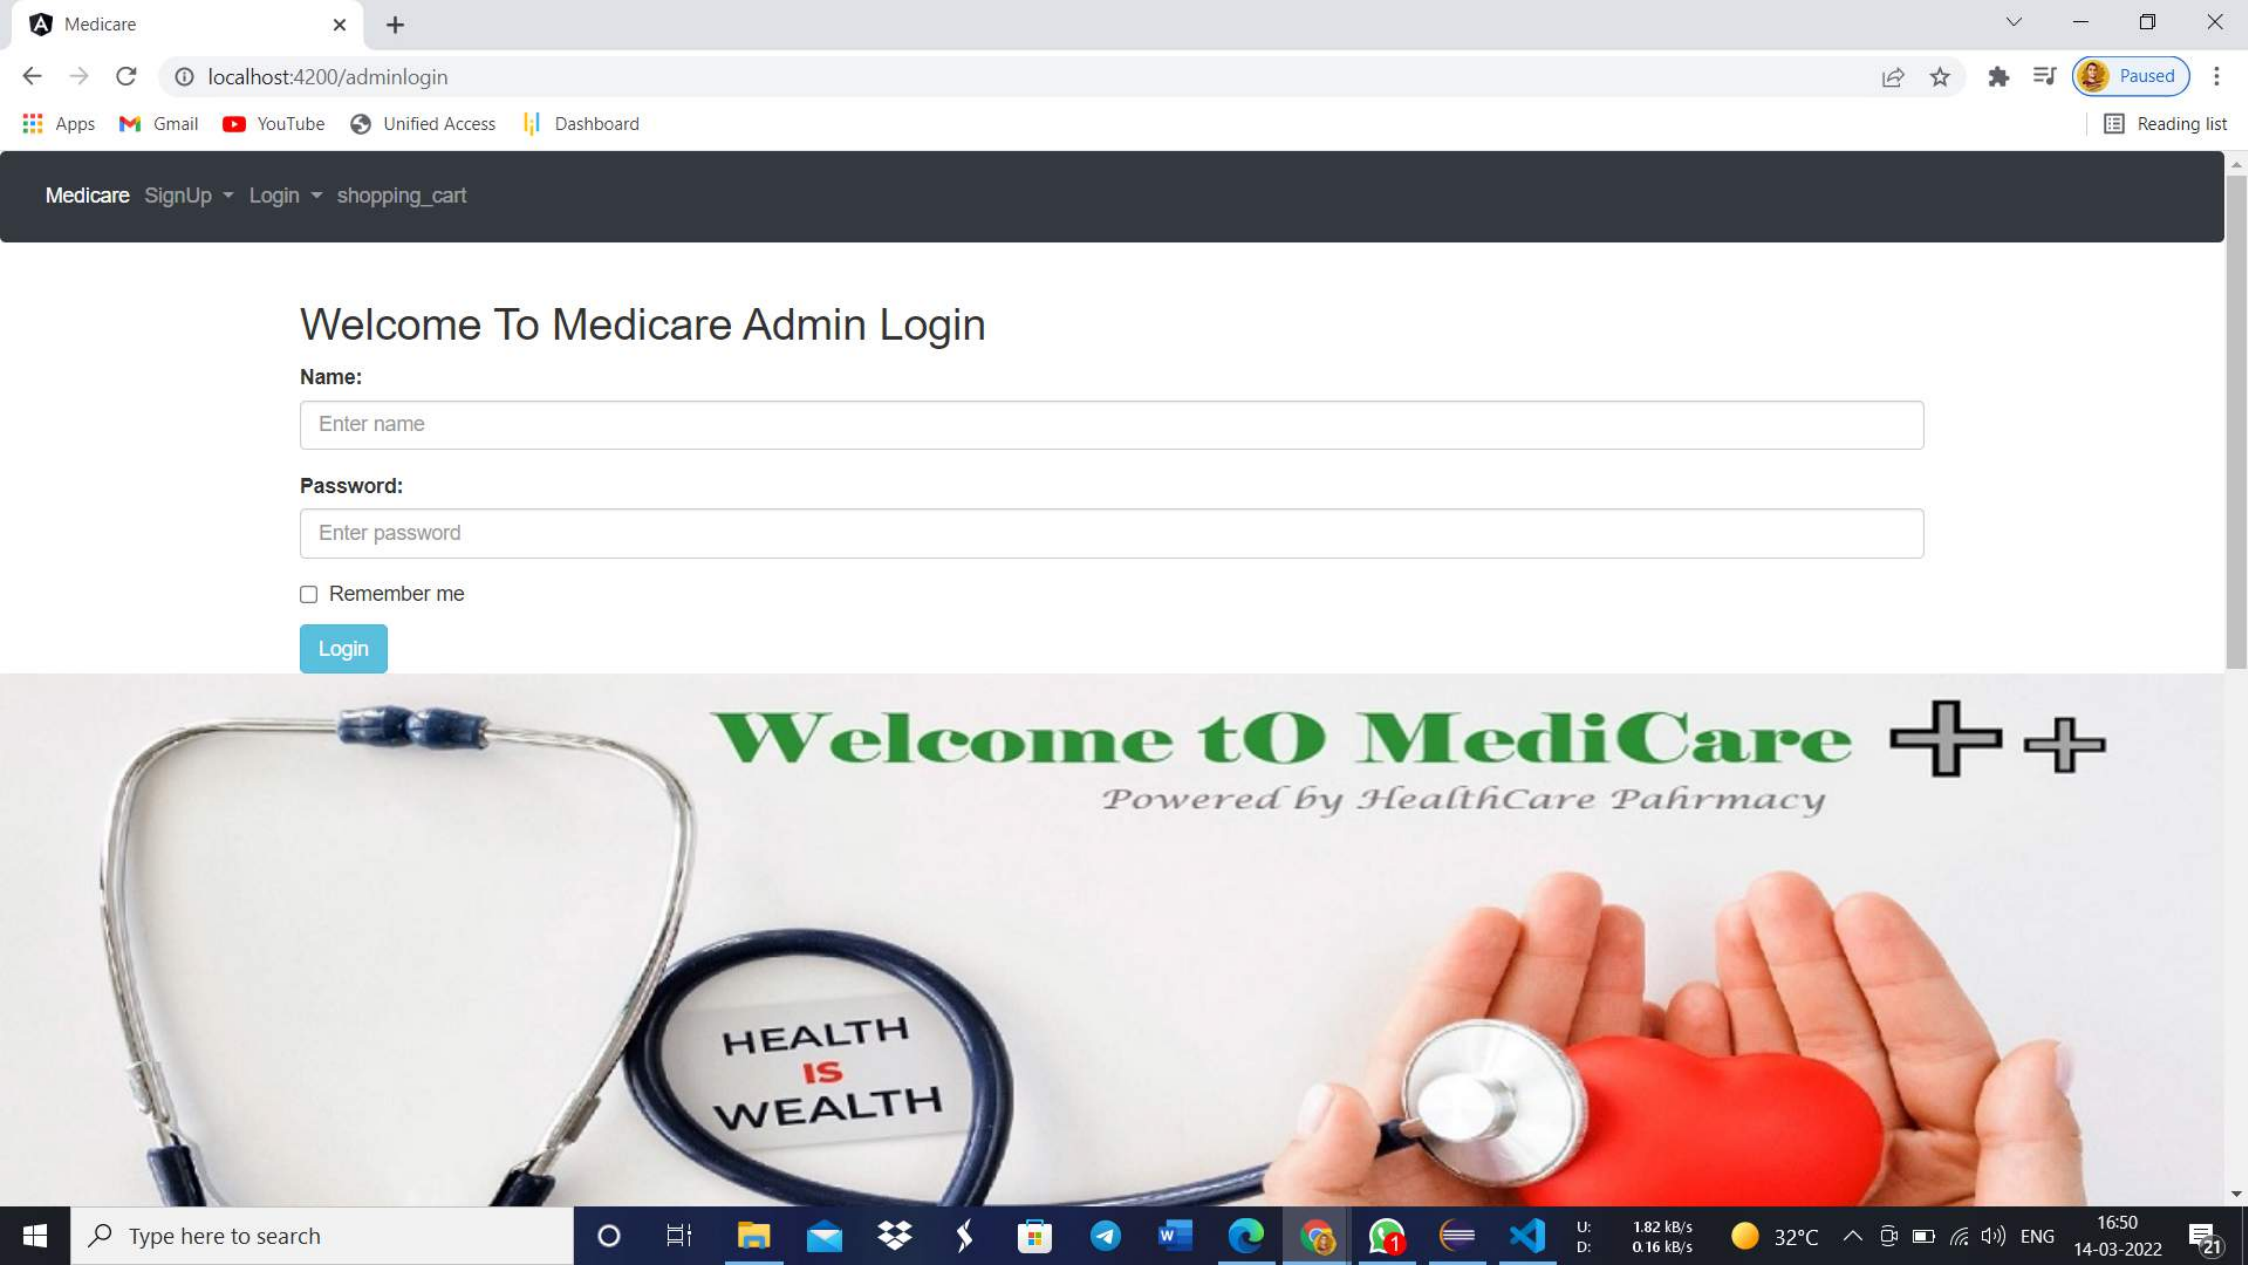 Medicare
localhost:4200/adminlogin
Paused
Apps Gmail YouTube Unified Access Dashboard
Reading list
Medicare SignUp Login shopping_cart
Welcome To Medicare Admin Login
Name:
Enter name
Password:
Enter password
Remember me
Login
Welcome tO MediCare
Powered by HealthCare Pahrmacy
HEALTH
IS
WEALTH
Type here to search
W
1
U: 1.82 kB/s
D: 0.16 kB/s
32°C
ENG
16:50
14-03-2022
21